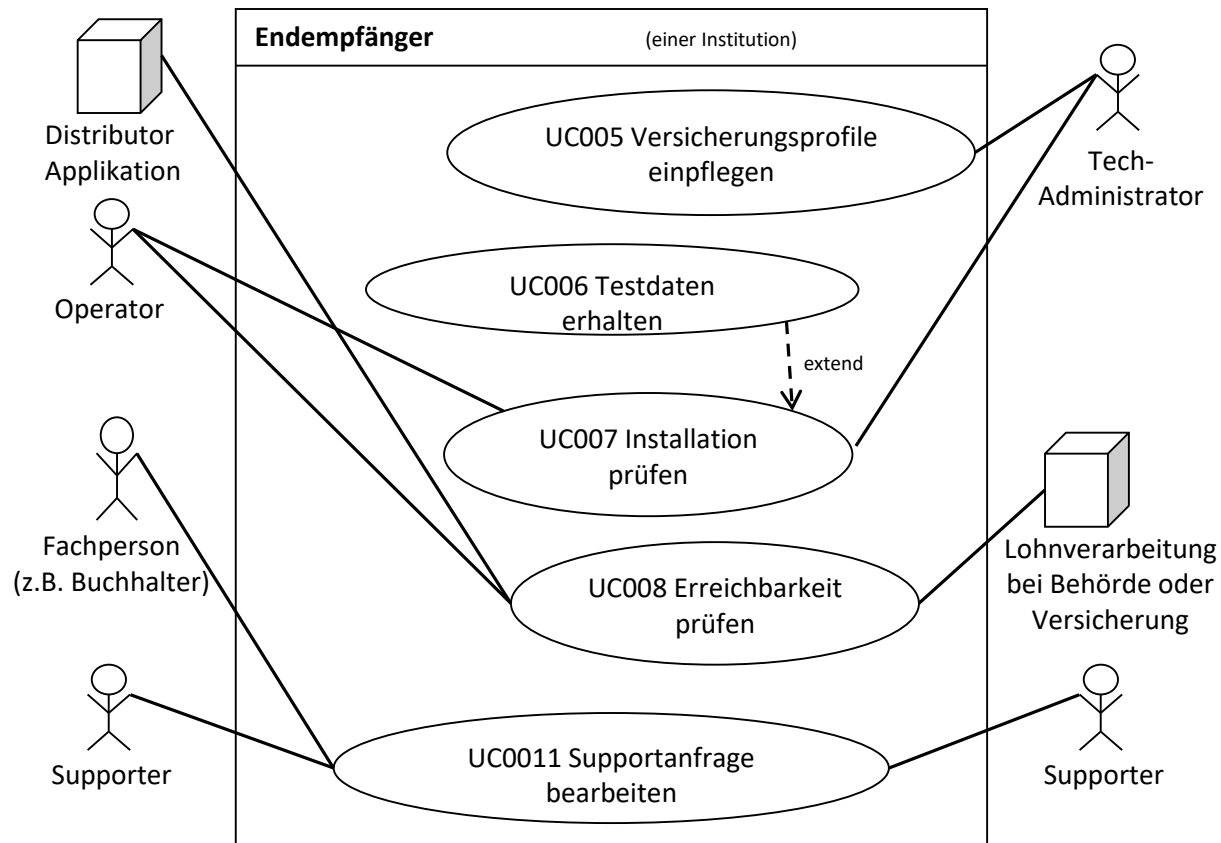 Endempfänger (einer Institution)
Distributor
Applikation
UC005 Versicherungsprofile
einpflegen
Tech-
Administrator
Operator
UC006 Testdaten
erhalten
extend
UC007 Installation
prüfen
Fachperson
(z.B. Buchhalter)
UC008 Erreichbarkeit
prüfen
Lohnverarbeitung
bei Behörde oder
Versicherung
Supporter
UC0011 Supportanfrage
bearbeiten
Supporter